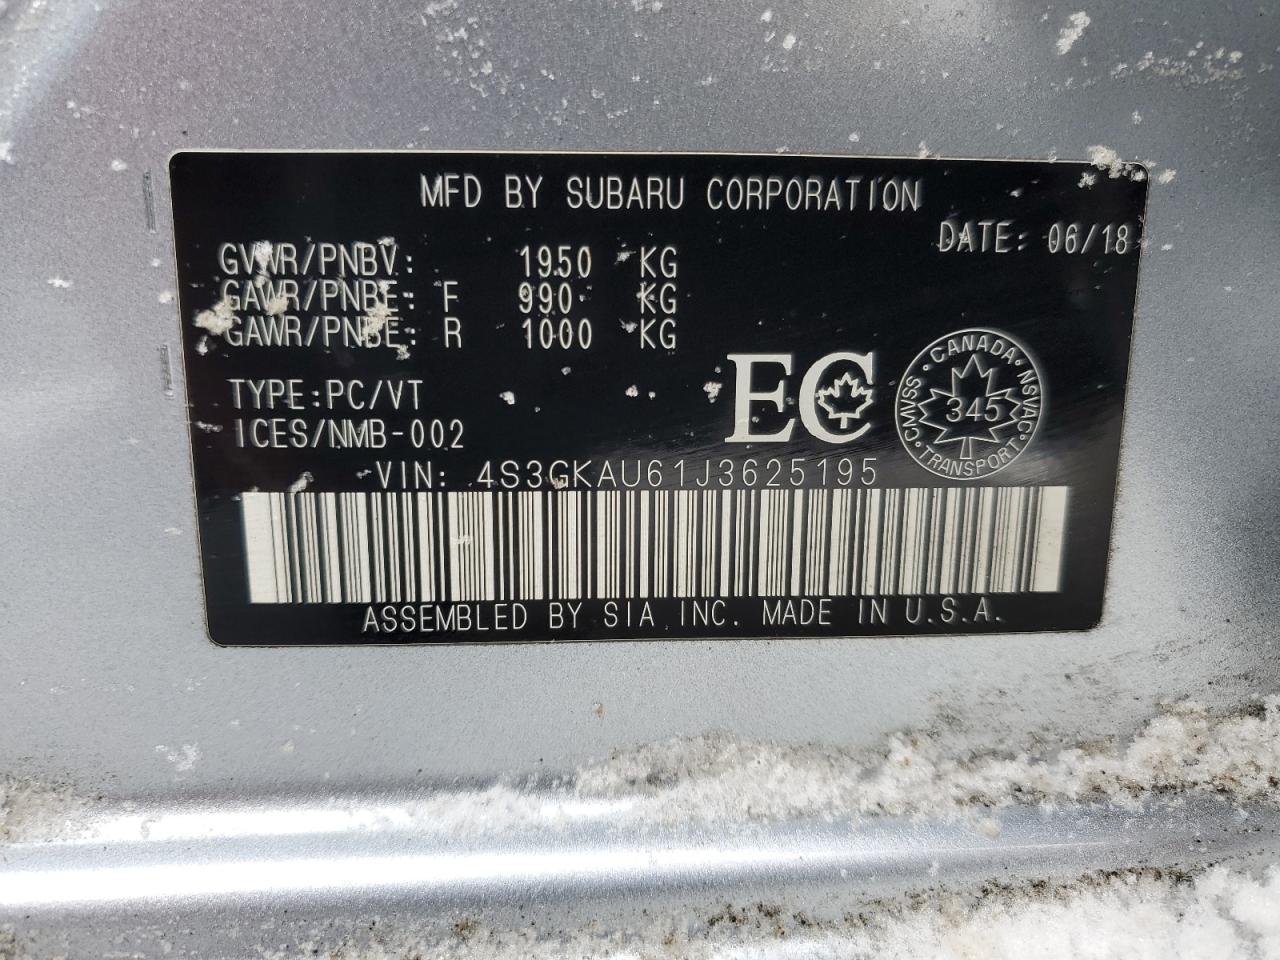 MFD BY SUBARU CORPORATION
DATE: 06/18
GVWR/PNBV: 1950 KG
GAWR/PNBE: F 990 KG
GAWR/PNBE: R 1000 KG
TYPE:PC/VT
ICES/NMB-002
EC
CANADA · NSVAC · TRANSPORT · CMVSS ·
345
VIN: 4S3GKAU61J3625195
ASSEMBLED BY SIA INC. MADE IN U.S.A.